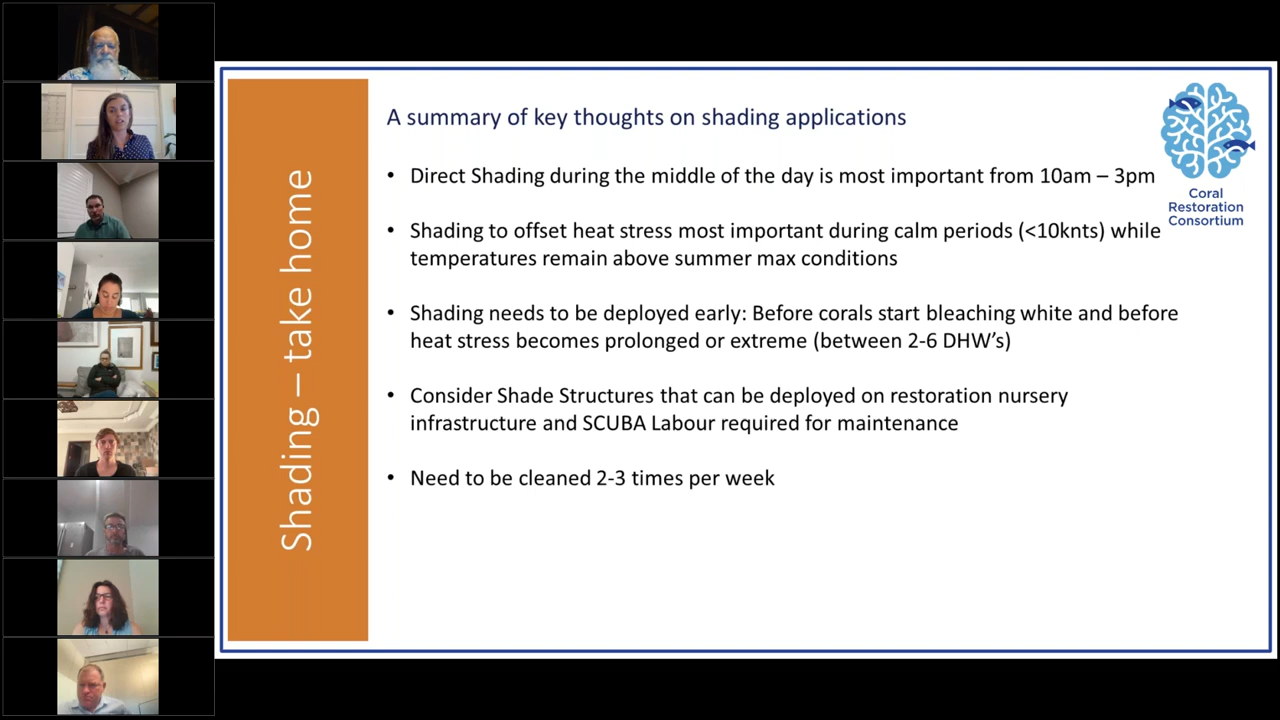 Shading – take home
A summary of key thoughts on shading applications
• Direct Shading during the middle of the day is most important from 10am – 3pm
• Shading to offset heat stress most important during calm periods (<10knts) while
temperatures remain above summer max conditions
• Shading needs to be deployed early: Before corals start bleaching white and before
heat stress becomes prolonged or extreme (between 2-6 DHW’s)
• Consider Shade Structures that can be deployed on restoration nursery
infrastructure and SCUBA Labour required for maintenance
• Need to be cleaned 2-3 times per week
Coral
Restoration
Consortium